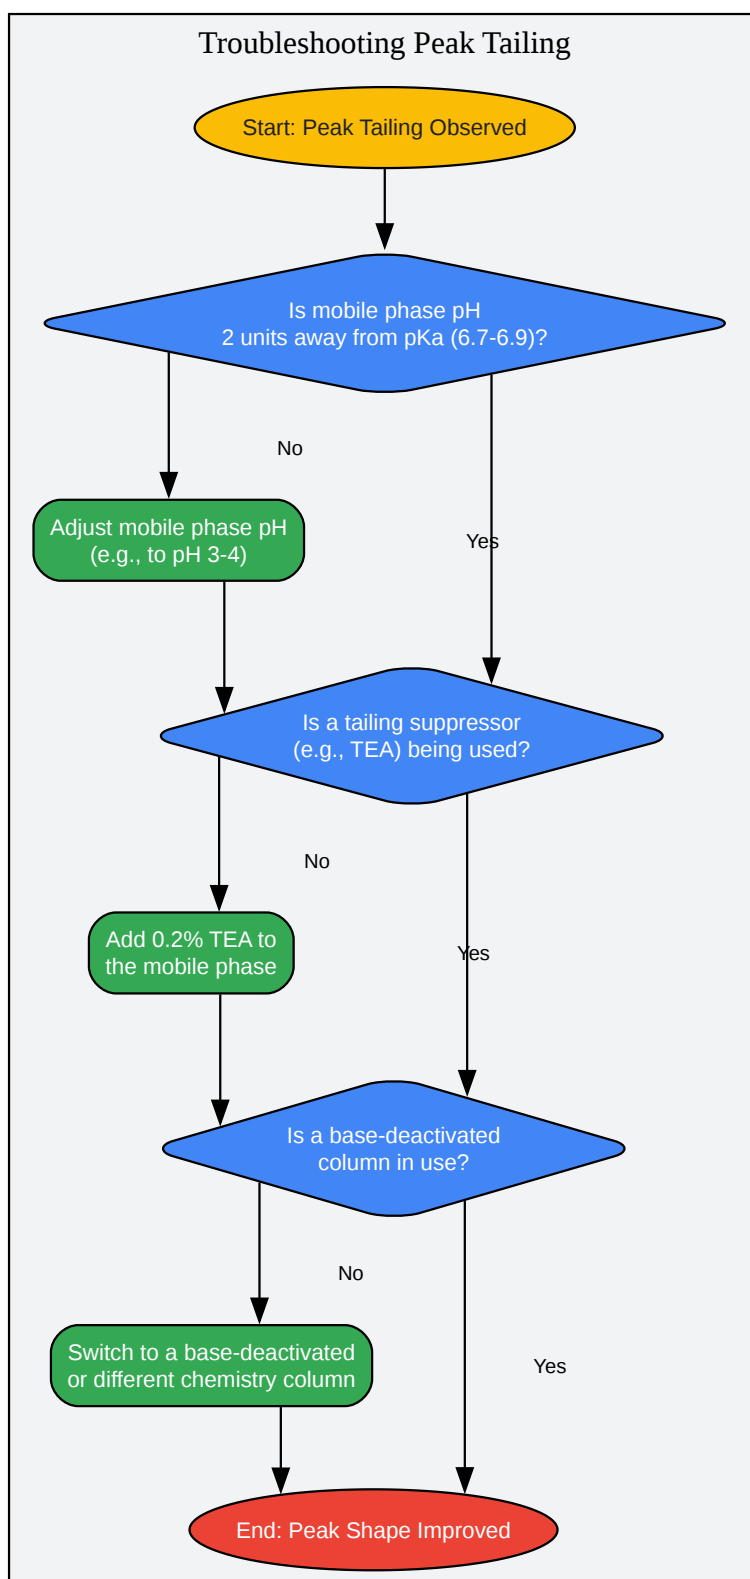 Troubleshooting Peak Tailing
Start: Peak Tailing Observed
Is mobile phase pH
2 units away from pKa (6.7-6.9)?
No
Adjust mobile phase pH
(e.g., to pH 3-4)
Yes
Is a tailing suppressor
(e.g., TEA) being used?
No
Add 0.2% TEA to
the mobile phase
Yes
Is a base-deactivated
column in use?
No
Switch to a base-deactivated
or different chemistry column
Yes
End: Peak Shape Improved